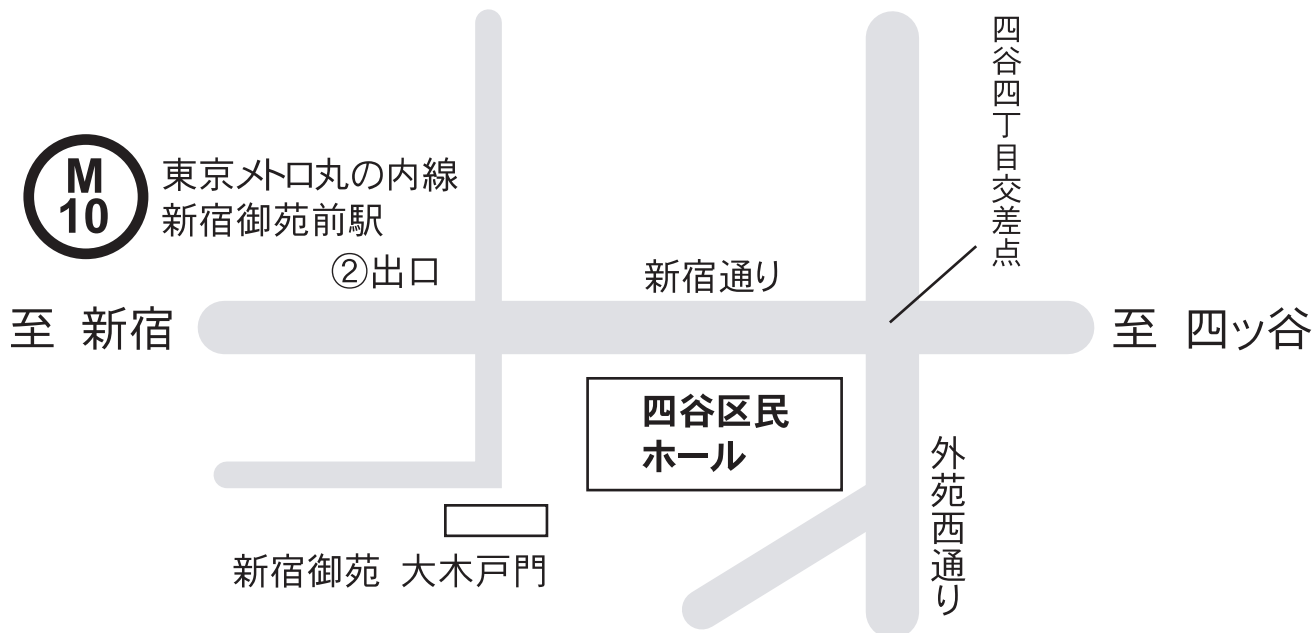 四谷四丁目交差点
M
10
東京メトロ丸の内線
新宿御苑前駅
②出口
新宿通り
至 新宿
至 四ッ谷
四谷区民
ホール
外苑西通り
新宿御苑 大木戸門